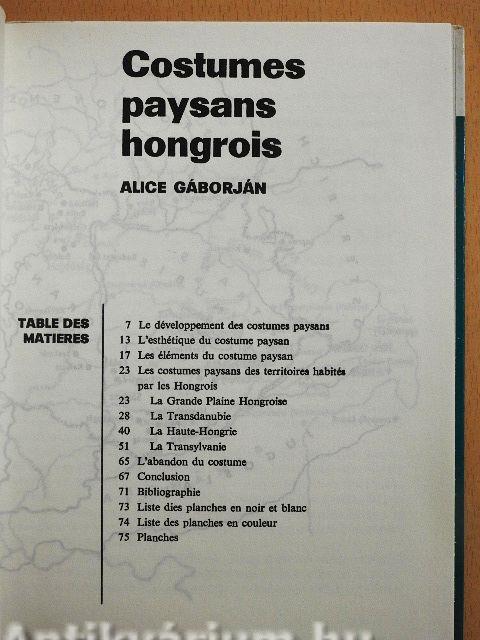 Costumes
paysans
hongrois
ALICE GÁBORJÁN
TABLE DES
MATIERES
7 Le développement des costumes paysans
13 L'esthétique du costume paysan
17 Les éléments du costume paysan
23 Les costumes paysans des territoires habités
par les Hongrois
23 La Grande Plaine Hongroise
28 La Transdanubie
40 La Haute-Hongrie
51 La Transylvanie
65 L'abandon du costume
67 Conclusion
71 Bibliographie
73 Liste dies planches en noir et blanc
74 Liste des planches en couleur
75 Planches
Antikvárium.hu